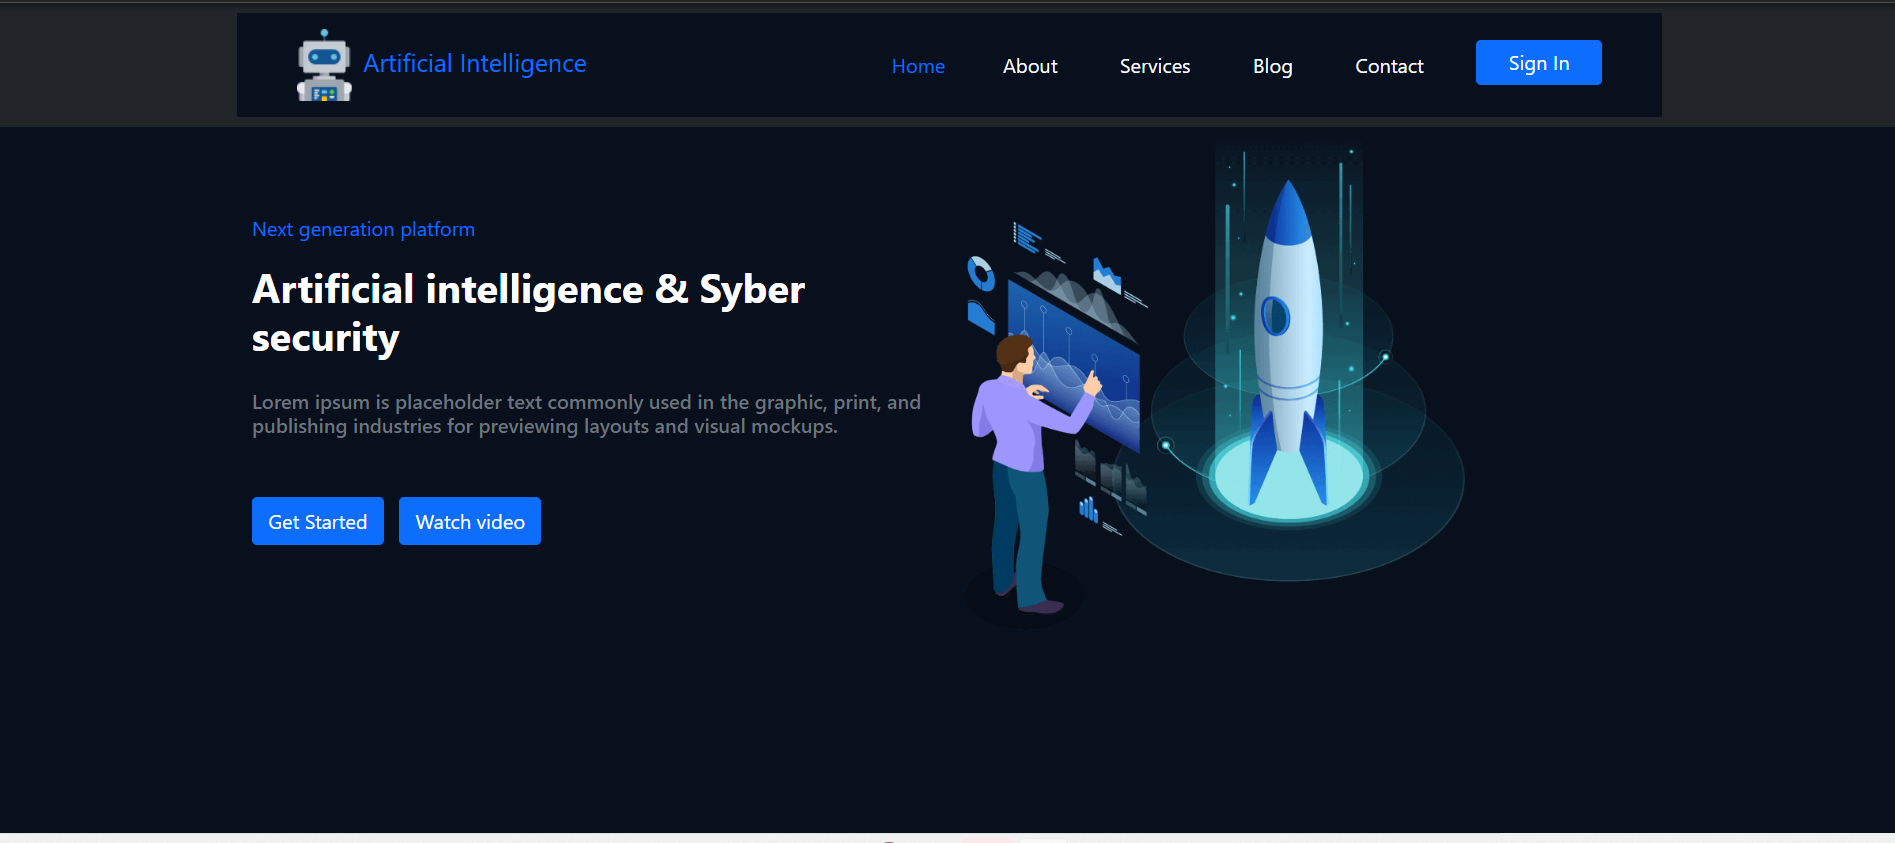 Artificial Intelligence
Home
About
Services
Blog
Contact
Sign In
Next generation platform
Artificial intelligence & Syber
security
Lorem ipsum is placeholder text commonly used in the graphic, print, and
publishing industries for previewing layouts and visual mockups.
Get Started
Watch video